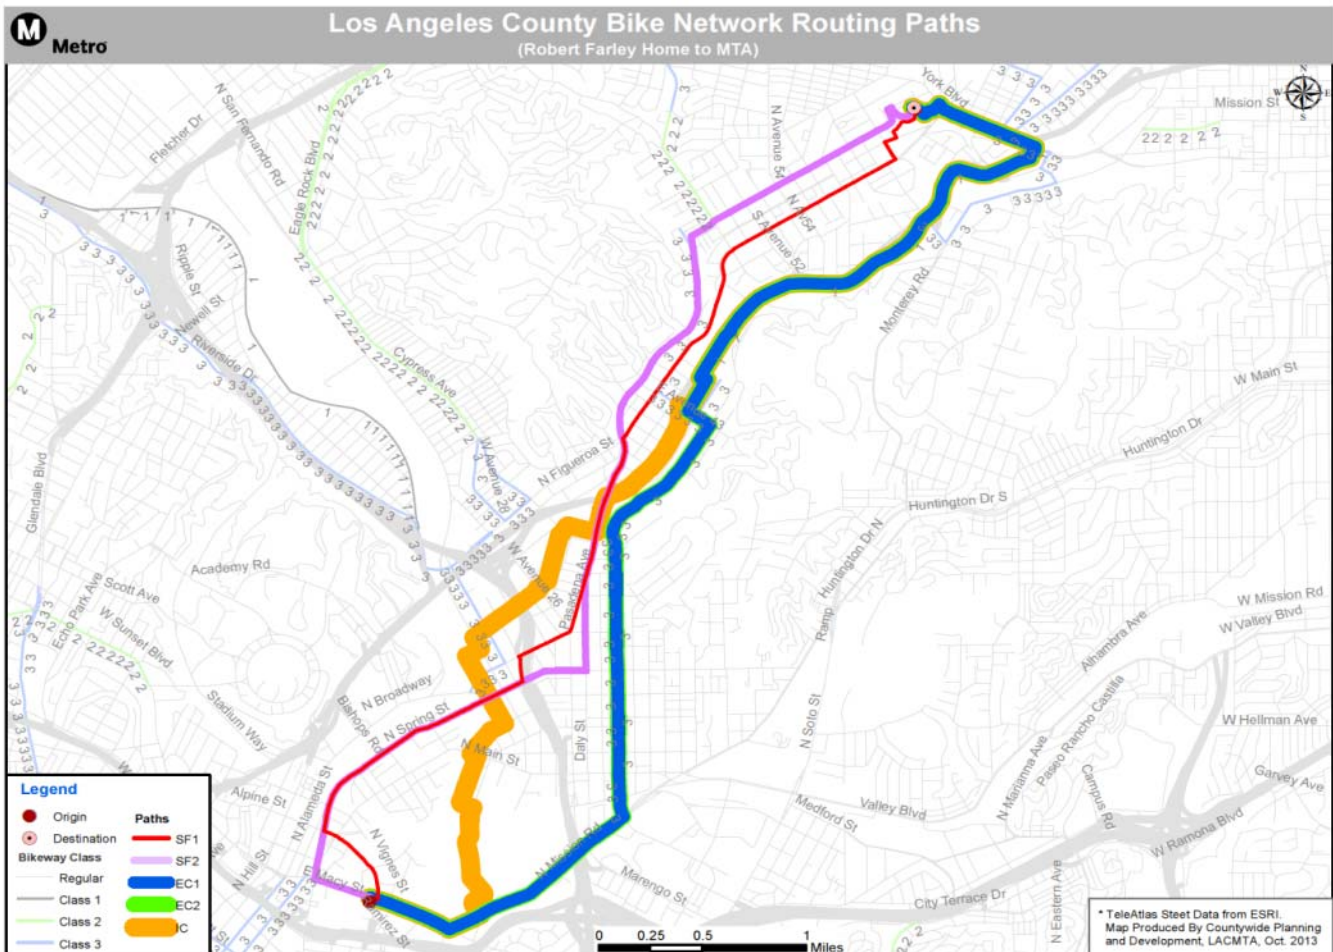 Los Angeles County Bike Network Routing Paths
(Robert Farley Home to MTA)
M Metro
York Blvd
Mission St
N San Fernando Rd
Fletcher Dr
Eagle Rock Blvd
N Avenue 54
N Av54
S Avenue 52
Ripple St
Newell St
Riverside Dr
Monterey Rd
Cypress Ave
W Main St
Huntington Dr
W Avenue 28
N Figueroa St
Glendale Blvd
Huntington Dr S
Huntington Dr N
Academy Rd
W Avenue 26
Pasadena Ave
Scott Ave
Echo Park Ave
W Sunset Blvd
Ramp
W Mission Rd
W Valley Blvd
Alhambra Ave
Stadium Way
N Broadway
Bishops Rd
N Spring St
N Main St
Daly St
N Soto St
Paseo Rancho Castilla
W Hellman Ave
N Marianna Ave
Garvey Ave
Campus Rd
Alpine St
N Alameda St
N Hill St
N Vignes St
Macy St
Ramirez St
N Mission Rd
Marengo St
Medford St
Valley Blvd
W Ramona Blvd
City Terrace Dr
N Eastern Ave
Legend
Origin
Destination
Bikeway Class
Regular
Class 1
Class 2
Class 3
Paths
SF1
SF2
EC1
EC2
IC
0 0.25 0.5 1
Miles
* TeleAtlas Steet Data from ESRI.
Map Produced By Countywide Planning
and Development, LACMTA, Oct. 2013